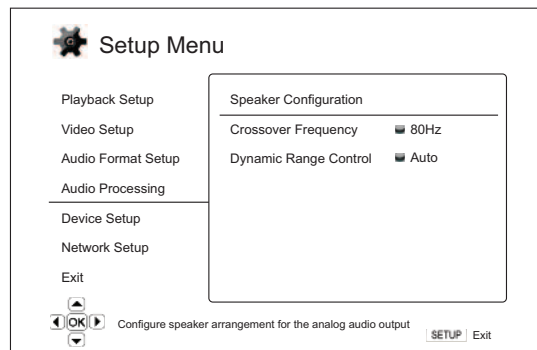 Setup Menu
Playback Setup
Video Setup
Audio Format Setup
Audio Processing
Device Setup
Network Setup
Exit
Speaker Configuration
Crossover Frequency 80Hz
Dynamic Range Control Auto
OK Configure speaker arrangement for the analog audio output
SETUP Exit